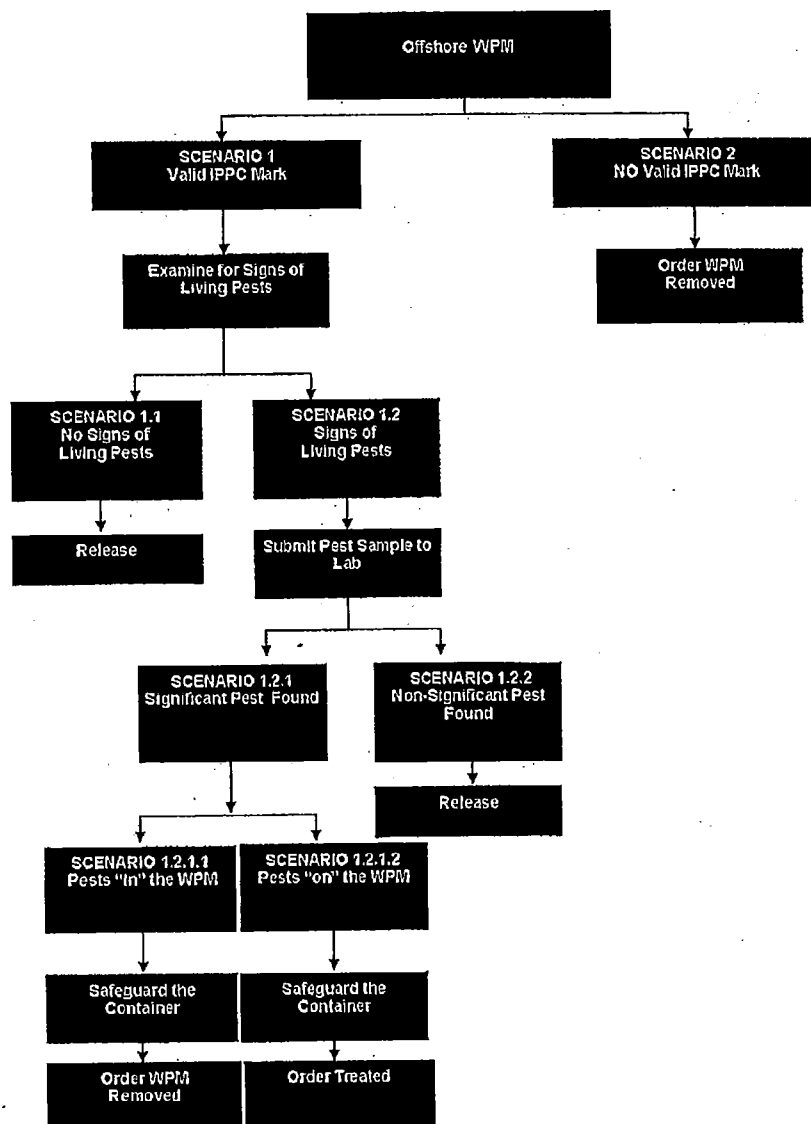 Offshore WPM
SCENARIO 1
Valid IPPC Mark
SCENARIO 2
NO Valid IPPC Mark
Examine for Signs of
Living Pests
Order WPM
Removed
SCENARIO 1.1
No Signs of
Living Pests
SCENARIO 1.2
Signs of
Living Pests
Release
Submit Pest Sample to
Lab
SCENARIO 1.2.1
Significant Pest Found
SCENARIO 1.2.2
Non-Significant Pest
Found
Release
SCENARIO 1.2.1.1
Pests "In" the WPM
SCENARIO 1.2.1.2
Pests "on" the WPM
Safeguard the
Container
Safeguard the
Container
Order WPM
Removed
Order Treated